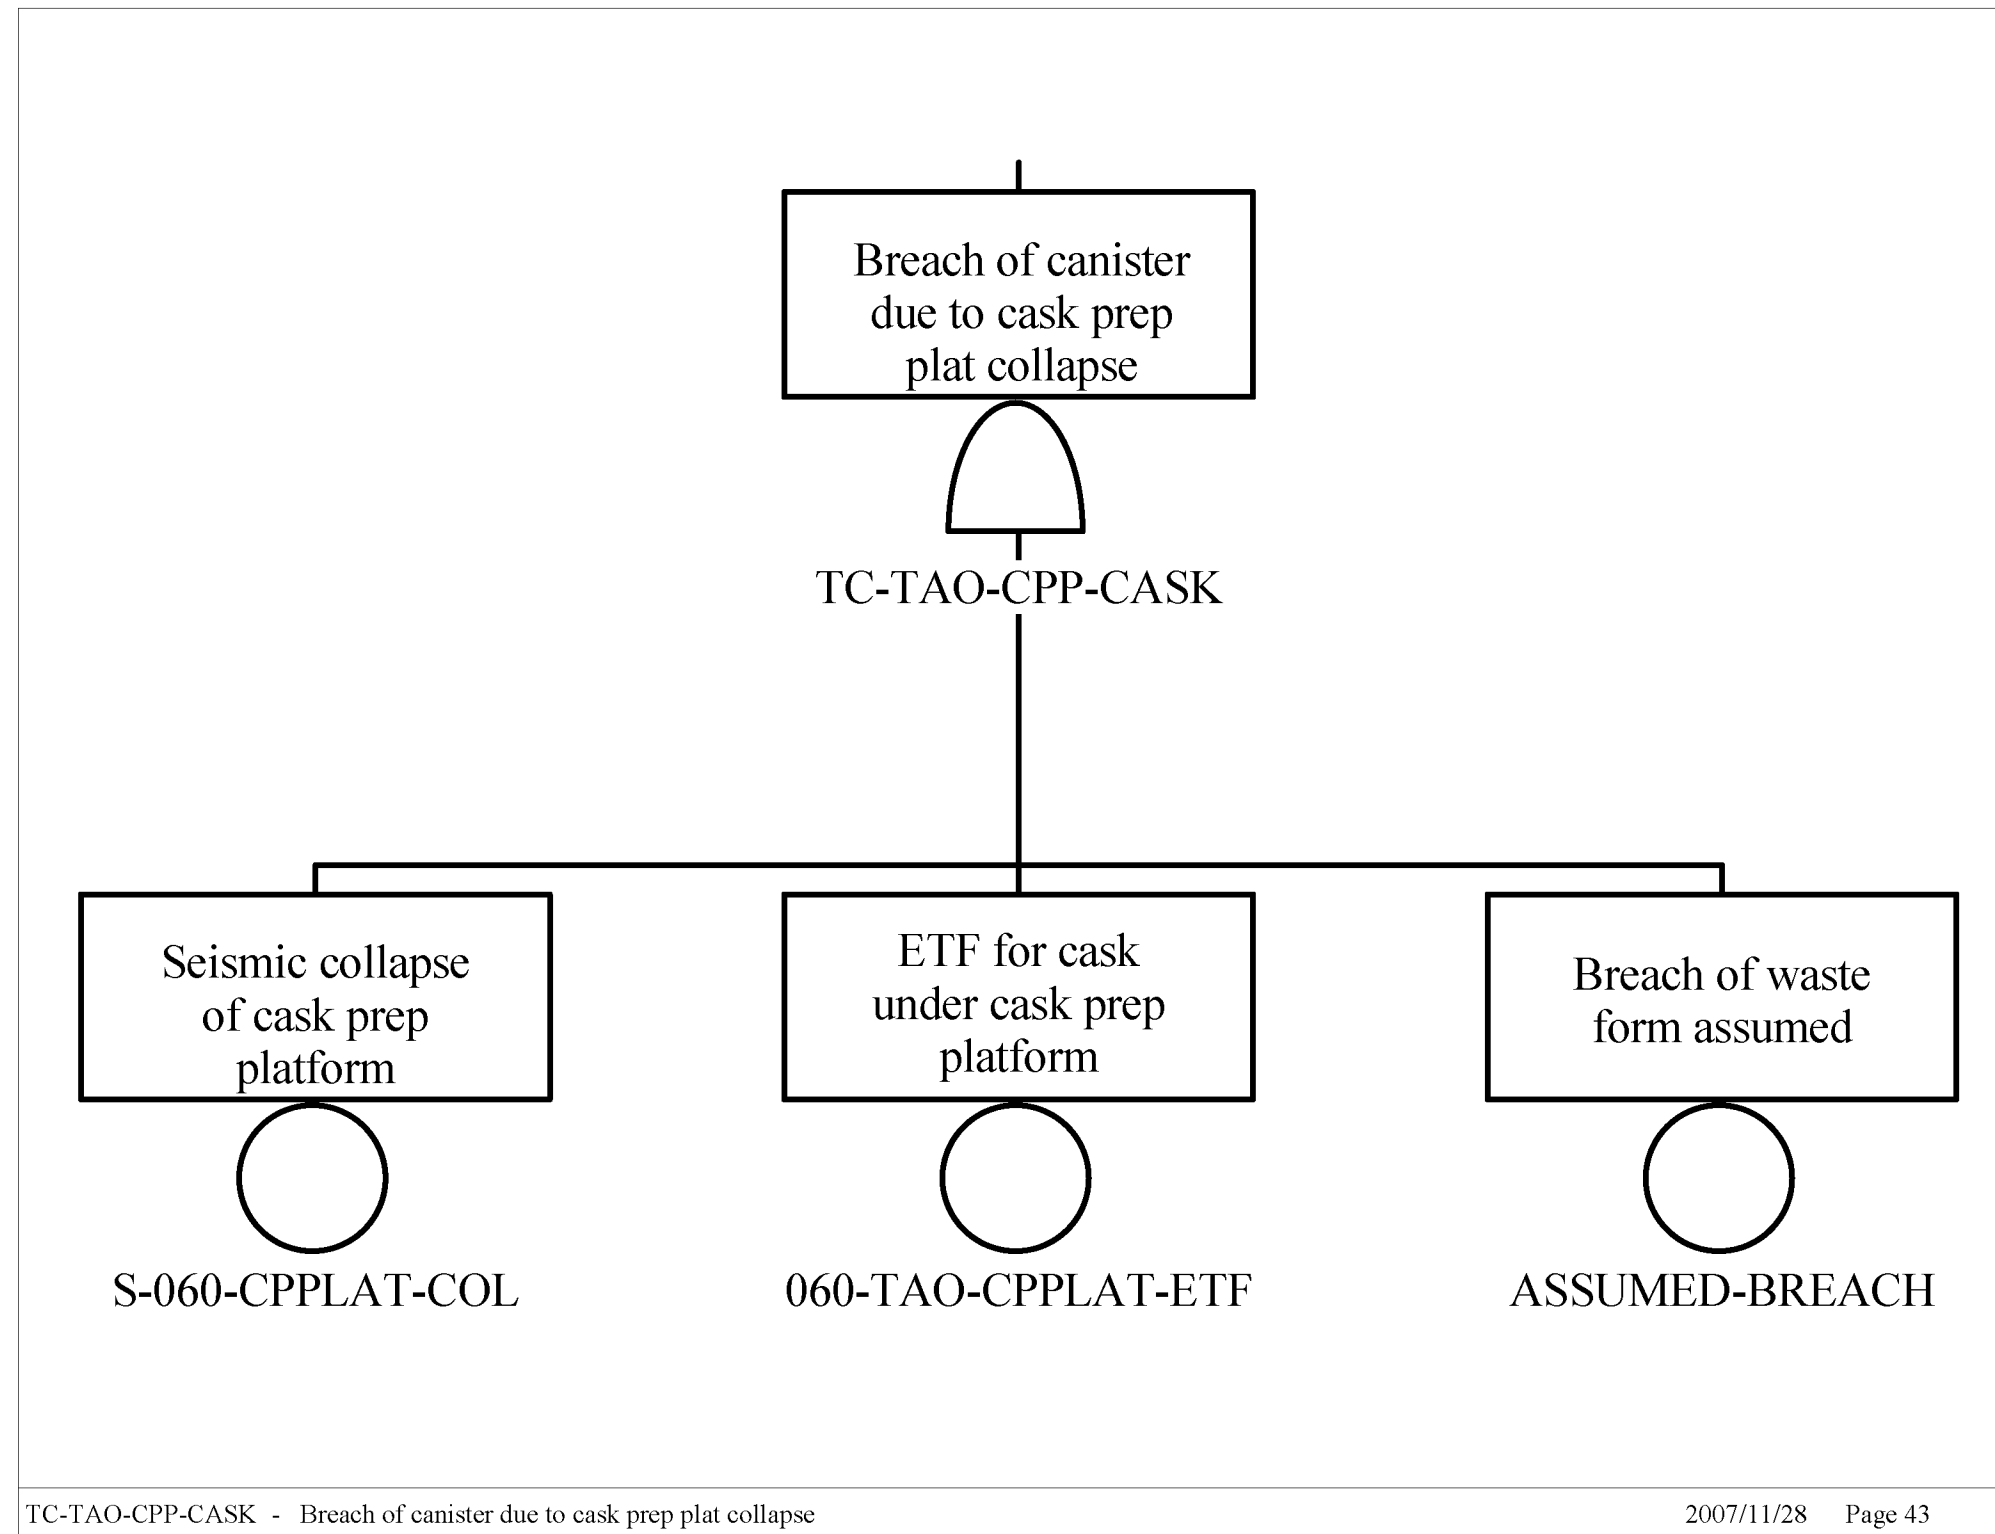 Breach of canister
due to cask prep
plat collapse
TC-TAO-CPP-CASK
Seismic collapse
of cask prep
platform
S-060-CPPLAT-COL
ETF for cask
under cask prep
platform
060-TAO-CPPLAT-ETF
Breach of waste
form assumed
ASSUMED-BREACH
TC-TAO-CPP-CASK - Breach of canister due to cask prep plat collapse
2007/11/28 Page 43